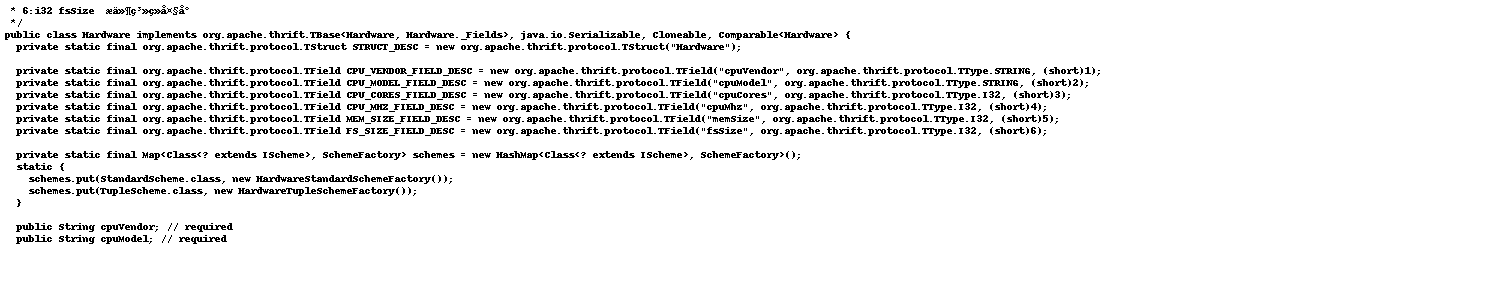 * 6:i32 fsSize
*/
public class Hardware implements org.apache.thrift.TBase<Hardware, Hardware._Fields>, java.io.Serializable, Cloneable, Comparable<Hardware> {
private static final org.apache.thrift.protocol.TStruct STRUCT_DESC = new org.apache.thrift.protocol.TStruct("Hardware");
private static final org.apache.thrift.protocol.TField CPU_VENDOR_FIELD_DESC = new org.apache.thrift.protocol.TField("cpuVendor", org.apache.thrift.protocol.TType.STRING, (short)1);
private static final org.apache.thrift.protocol.TField CPU_MODEL_FIELD_DESC = new org.apache.thrift.protocol.TField("cpuModel", org.apache.thrift.protocol.TType.STRING, (short)2);
private static final org.apache.thrift.protocol.TField CPU_CORES_FIELD_DESC = new org.apache.thrift.protocol.TField("cpuCores", org.apache.thrift.protocol.TType.I32, (short)3);
private static final org.apache.thrift.protocol.TField CPU_MHZ_FIELD_DESC = new org.apache.thrift.protocol.TField("cpuMhz", org.apache.thrift.protocol.TType.I32, (short)4);
private static final org.apache.thrift.protocol.TField MEM_SIZE_FIELD_DESC = new org.apache.thrift.protocol.TField("memSize", org.apache.thrift.protocol.TType.I32, (short)5);
private static final org.apache.thrift.protocol.TField FS_SIZE_FIELD_DESC = new org.apache.thrift.protocol.TField("fsSize", org.apache.thrift.protocol.TType.I32, (short)6);
private static final Map<Class<? extends IScheme>, SchemeFactory> schemes = new HashMap<Class<? extends IScheme>, SchemeFactory>();
static {
schemes.put(StandardScheme.class, new HardwareStandardSchemeFactory());
schemes.put(TupleScheme.class, new HardwareTupleSchemeFactory());
}
public String cpuVendor; // required
public String cpuModel; // required